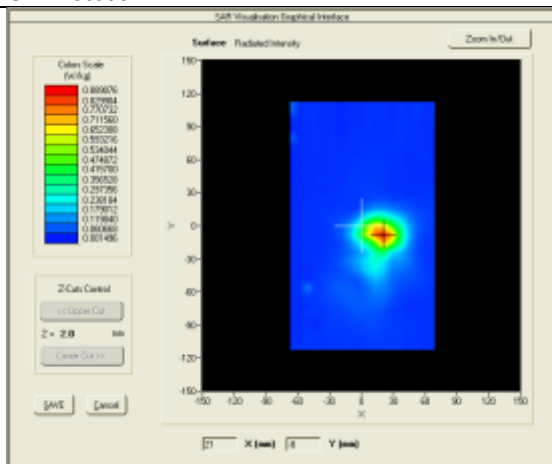 SAR Visualisation Graphical Interface
Surface Radiated Intensity
Zoom In/Out
Colors Scale
(W/Kg)
0.889076
0.829904
0.770732
0.711560
0.652388
0.593216
0.534044
0.474872
0.415700
0.356528
0.297356
0.238184
0.179012
0.119840
0.060668
0.001496
150
120
90
60
30
0
-30
-60
-90
-120
-150
Y
-150 -120 -90 -60 -30 0 30 60 90 120 150
X
Z-Cuts Control
<< Upper Cut
Z = 2.0 mm
Lower Cut >>
SAVE Cancel
21 X (mm) -8 Y (mm)